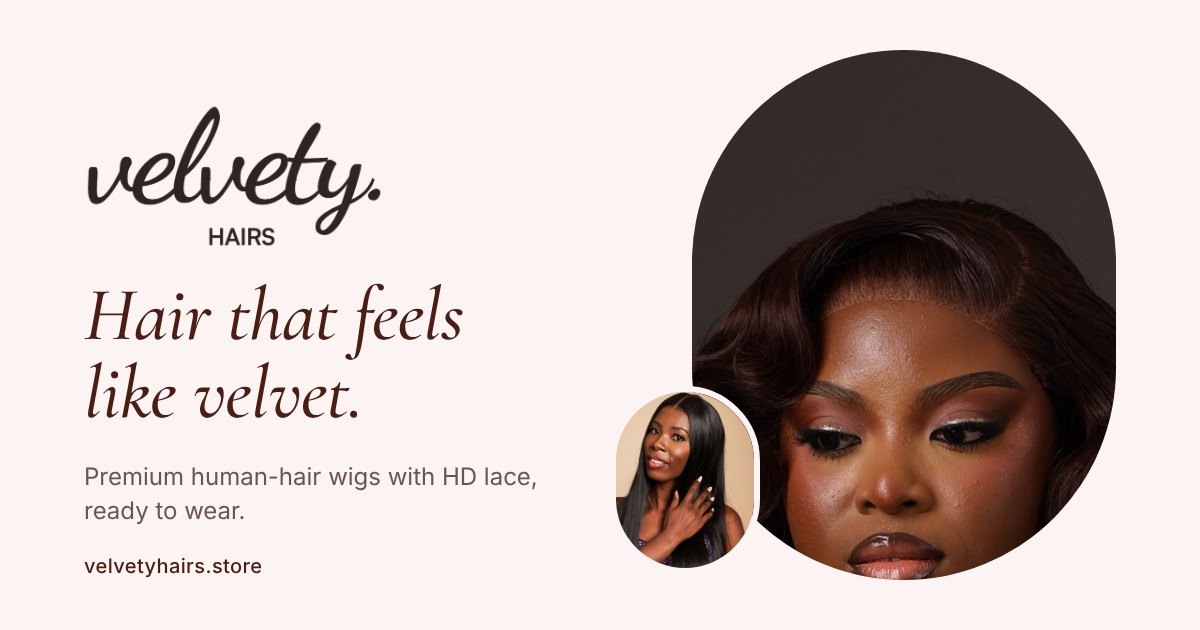 velvety.
HAIRS
Hair that feels
like velvet.
Premium human-hair wigs with HD lace,
ready to wear.
velvetyhairs.store